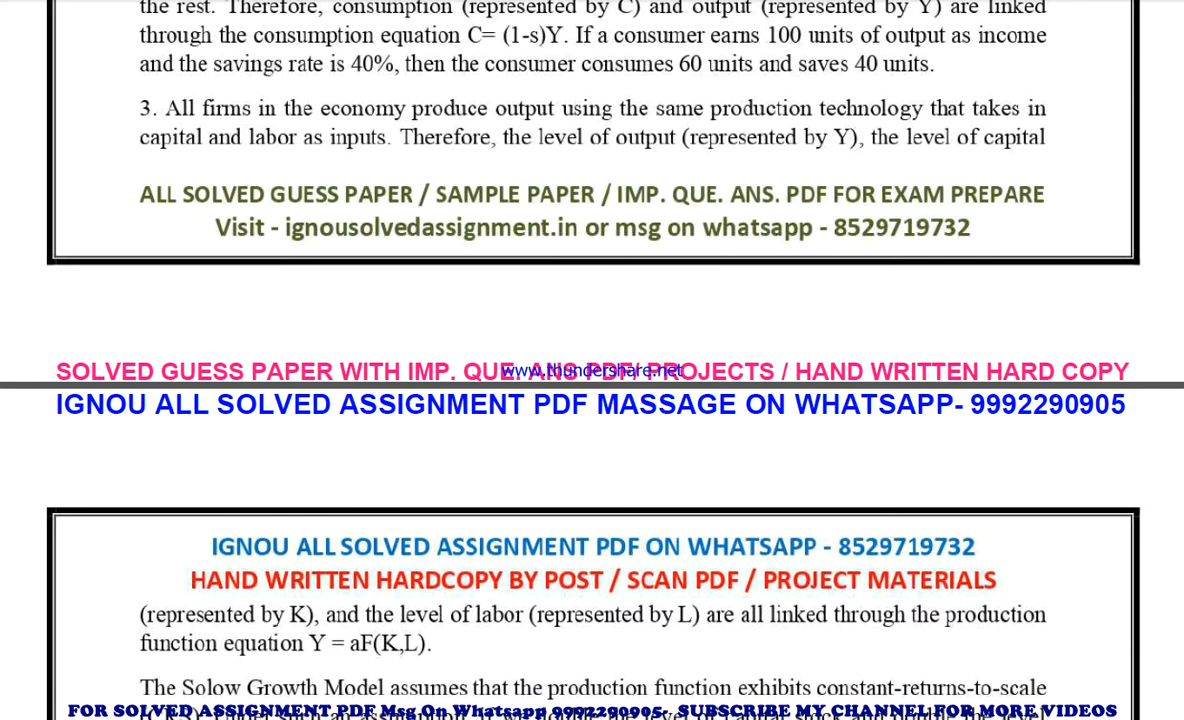 the rest. Therefore, consumption (represented by C) and output (represented by Y) are linked
through the consumption equation C= (1-s)Y. If a consumer earns 100 units of output as income
and the savings rate is 40%, then the consumer consumes 60 units and saves 40 units.
3. All firms in the economy produce output using the same production technology that takes in
capital and labor as inputs. Therefore, the level of output (represented by Y), the level of capital
ALL SOLVED GUESS PAPER / SAMPLE PAPER / IMP. QUE. ANS. PDF FOR EXAM PREPARE
Visit - ignousolvedassignment.in or msg on whatsapp - 8529719732
SOLVED GUESS PAPER WITH IMP. QUE. ANS PDF/ PROJECTS / HAND WRITTEN HARD COPY
www.thundershare.net
IGNOU ALL SOLVED ASSIGNMENT PDF MASSAGE ON WHATSAPP- 9992290905
IGNOU ALL SOLVED ASSIGNMENT PDF ON WHATSAPP - 8529719732
HAND WRITTEN HARDCOPY BY POST / SCAN PDF / PROJECT MATERIALS
(represented by K), and the level of labor (represented by L) are all linked through the production
function equation Y = aF(K,L).
The Solow Growth Model assumes that the production function exhibits constant-returns-to-scale
FOR SOLVED ASSIGNMENT PDF Msg On Whatsapp 9992290905- SUBSCRIBE MY CHANNEL FOR MORE VIDEOS